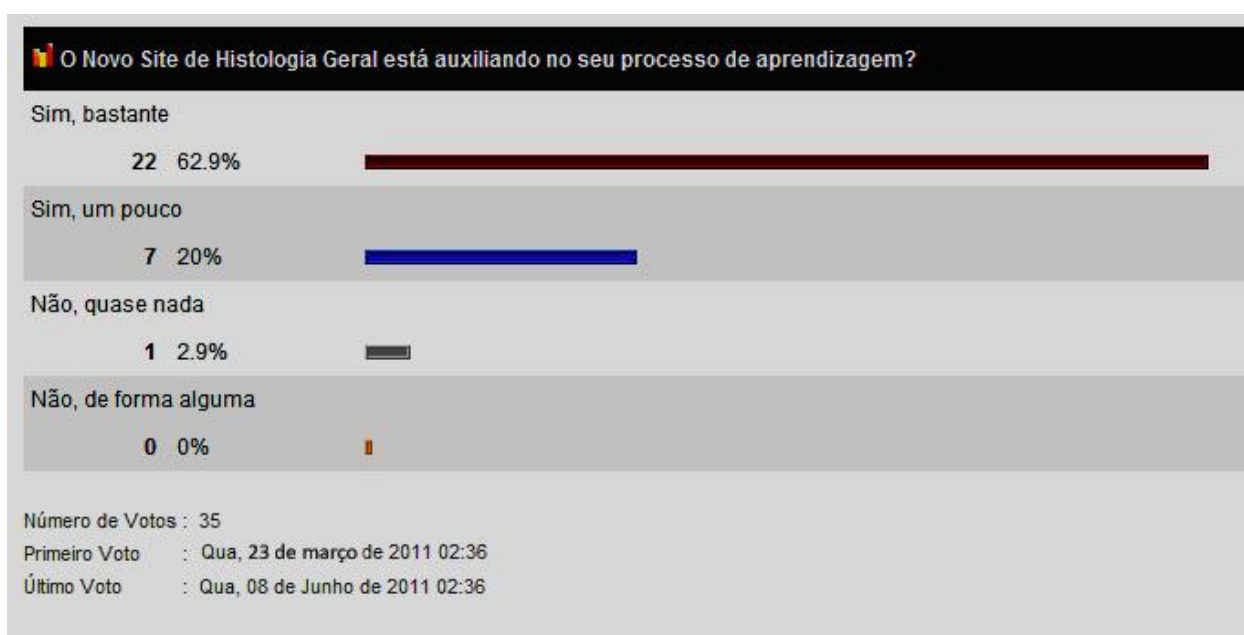 O Novo Site de Histologia Geral está auxiliando no seu processo de aprendizagem?
Sim, bastante
22 62.9%
Sim, um pouco
7 20%
Não, quase nada
1 2.9%
Não, de forma alguma
0 0%
Número de Votos : 35
Primeiro Voto : Qua, 23 de março de 2011 02:36
Último Voto : Qua, 08 de Junho de 2011 02:36